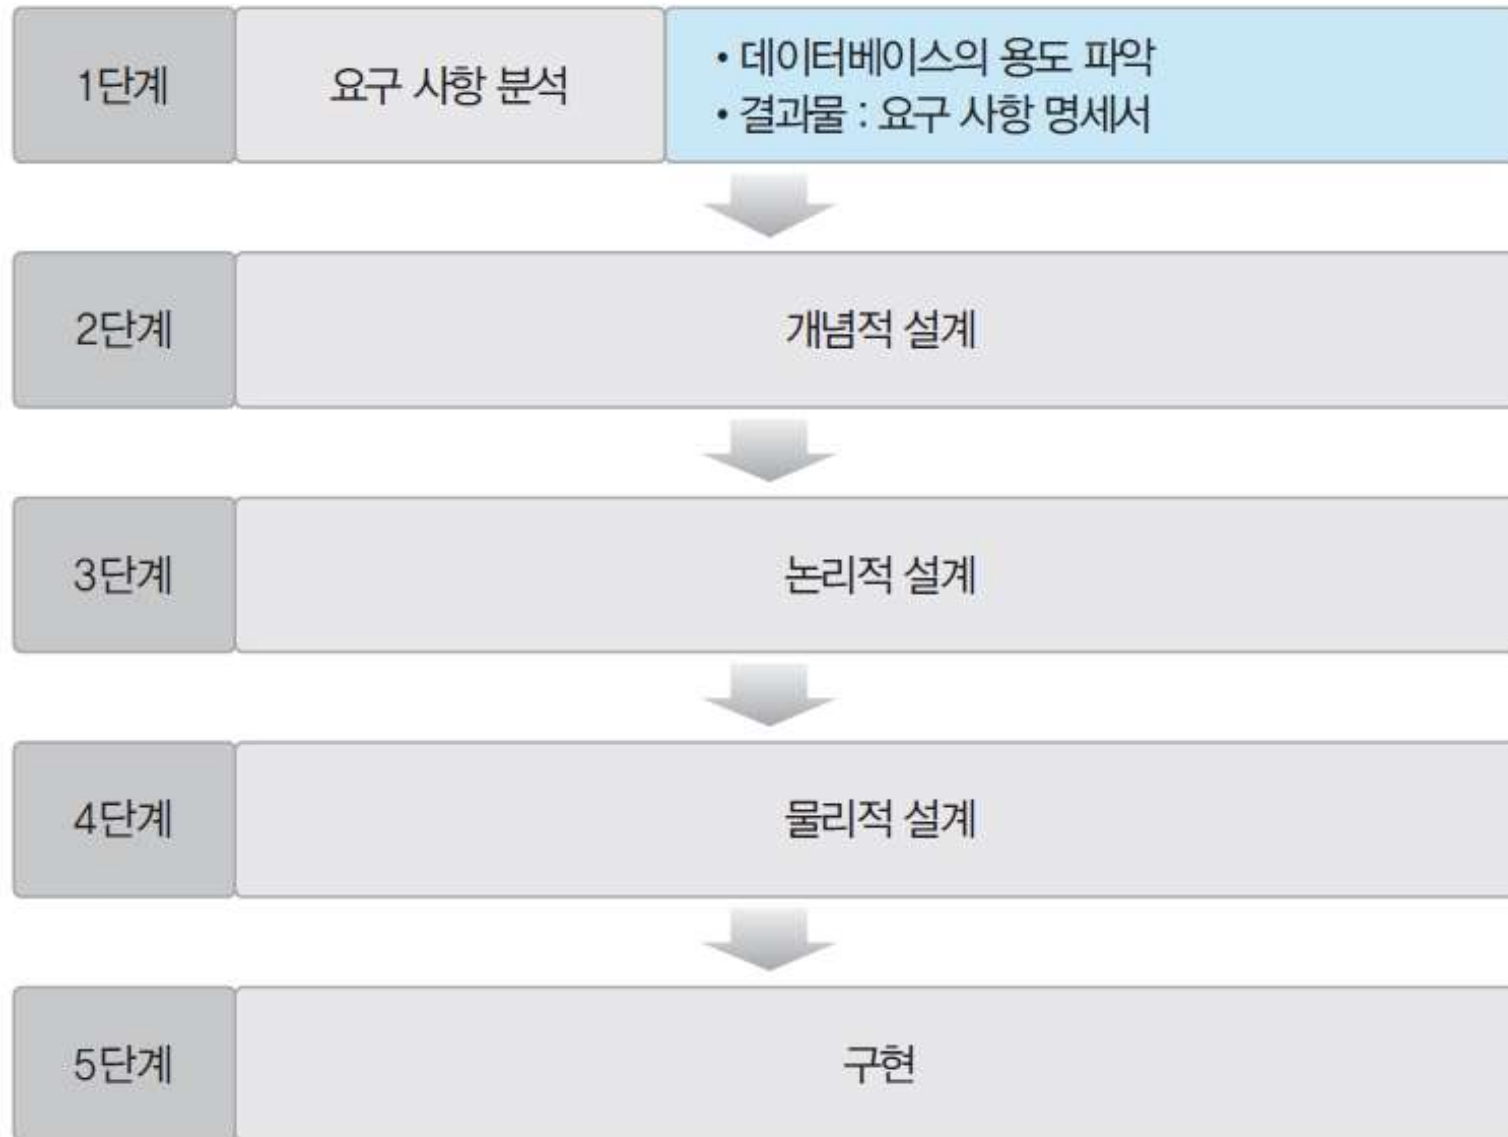 1단계
요구 사항 분석
• 데이터베이스의 용도 파악
• 결과물 : 요구 사항 명세서
2단계
개념적 설계
3단계
논리적 설계
4단계
물리적 설계
5단계
구현